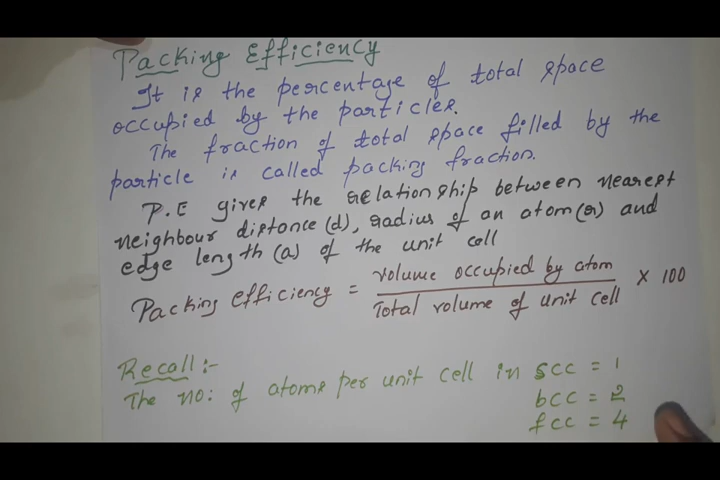 Packing Efficiency
It is the percentage of total space
occupied by the particles.
The fraction of total space filled by the
particle is called packing fraction.
P.E gives the relationship between nearest
neighbour distance (d), radius of an atom (r) and
edge length (a) of the unit cell
Packing efficiency = volume occupied by atom / Total volume of unit cell × 100
Recall :-
The no: of atoms per unit cell in scc = 1
bcc = 2
fcc = 4